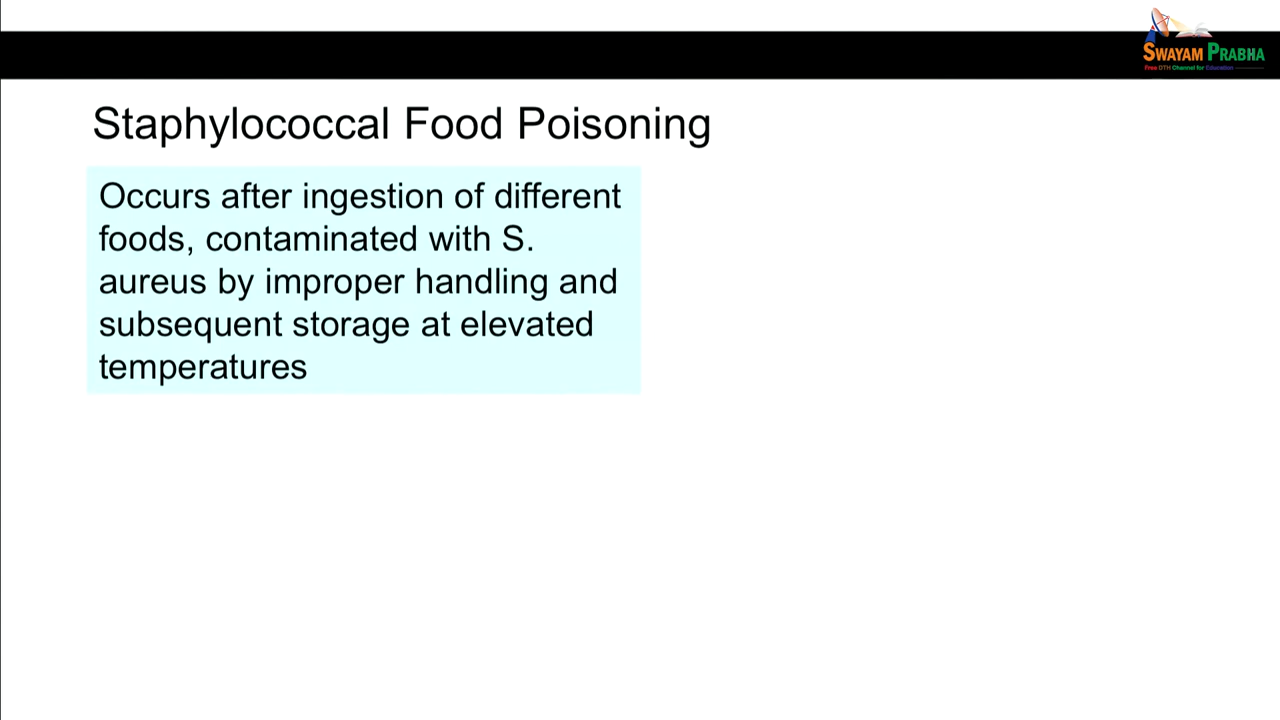 SWAYAM PRABHA
Free DTH Channel for Education
Staphylococcal Food Poisoning
Occurs after ingestion of different
foods, contaminated with S.
aureus by improper handling and
subsequent storage at elevated
temperatures